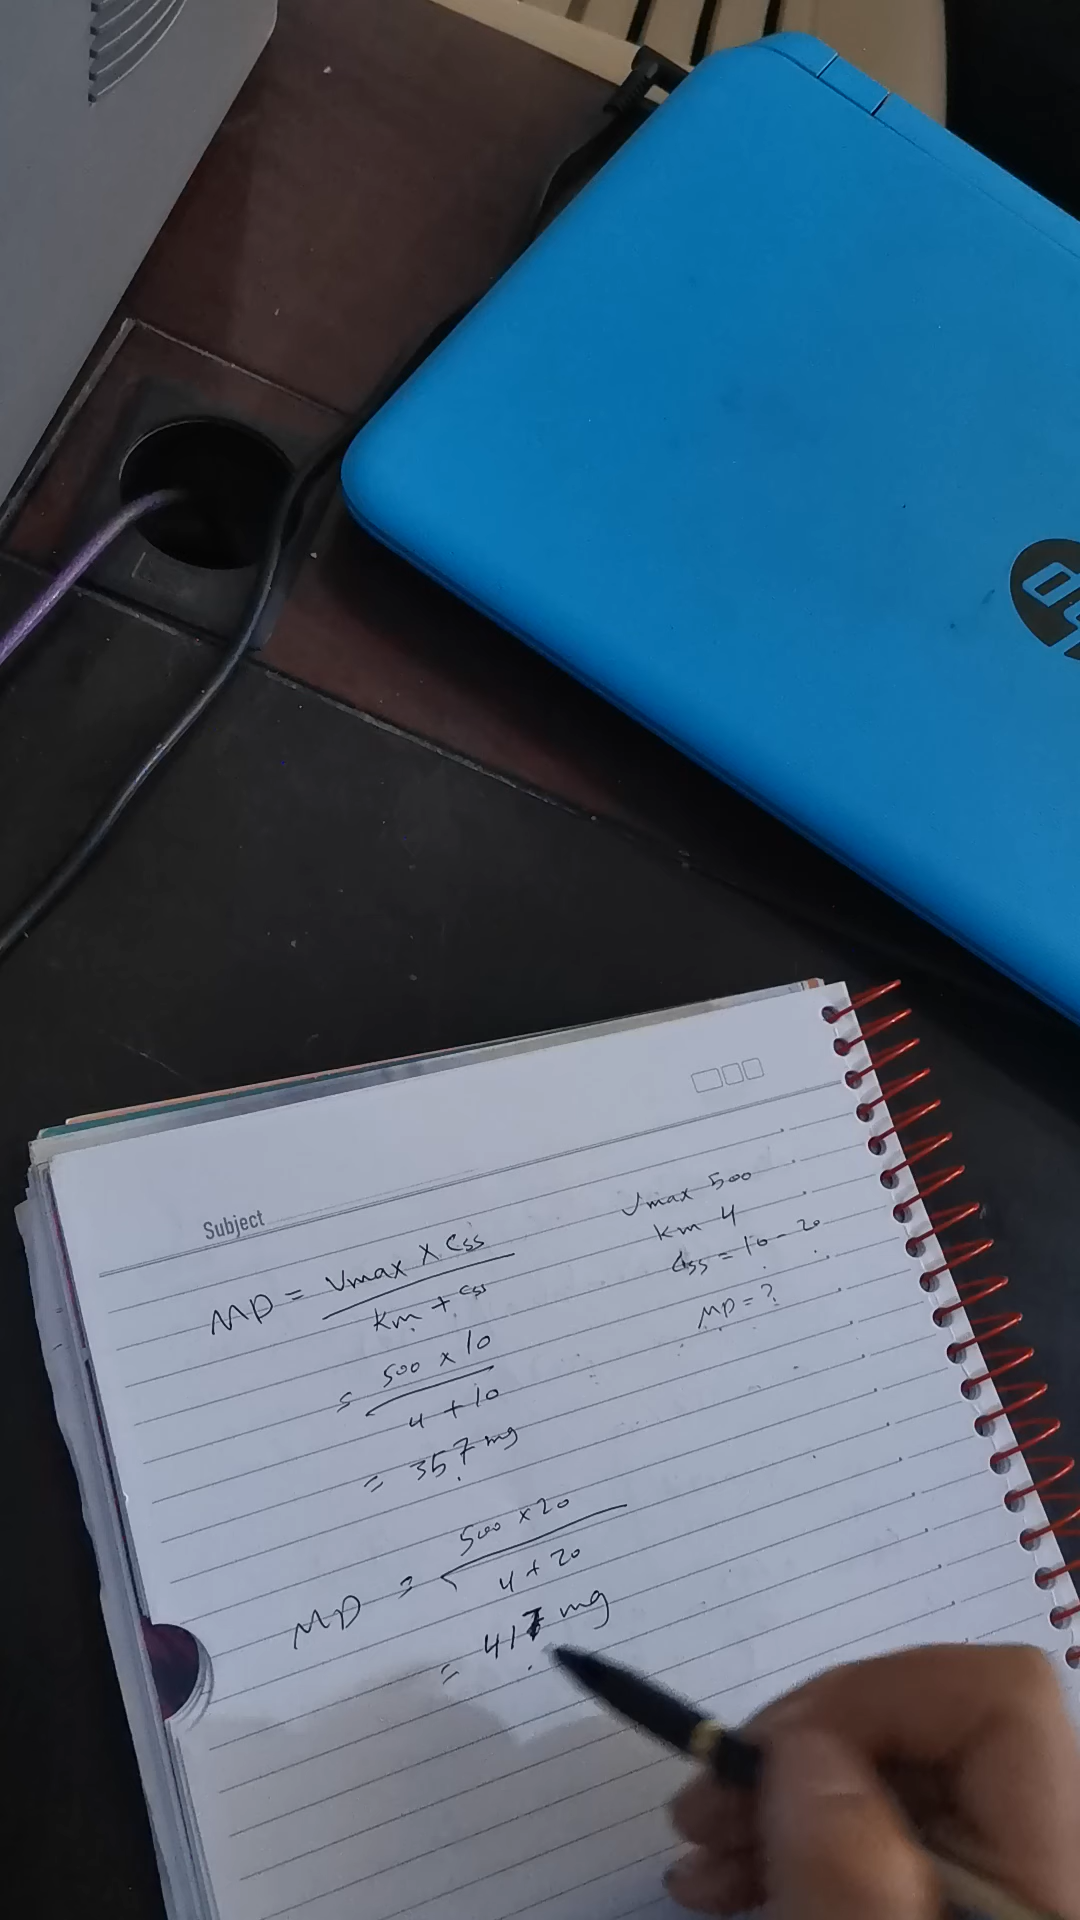 hp
Subject
Vmax 500
Km 4
Css = 10 - 20
MD = ?
MD = Vmax X Css
Km + Css
= 500 x 10
4 + 10
= 357 mg
MD = 500 x 20
4 + 20
= 417 mg